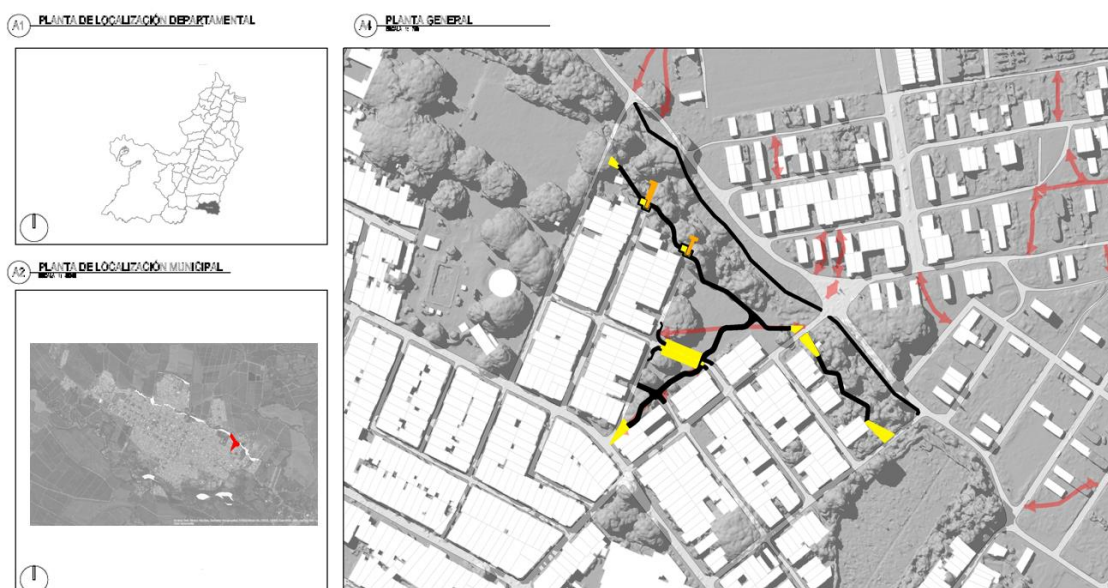 A1 PLANTA DE LOCALIZACIÓN DEPARTAMENTAL
A4 PLANTA GENERAL
A2 PLANTA DE LOCALIZACIÓN MUNICIPAL